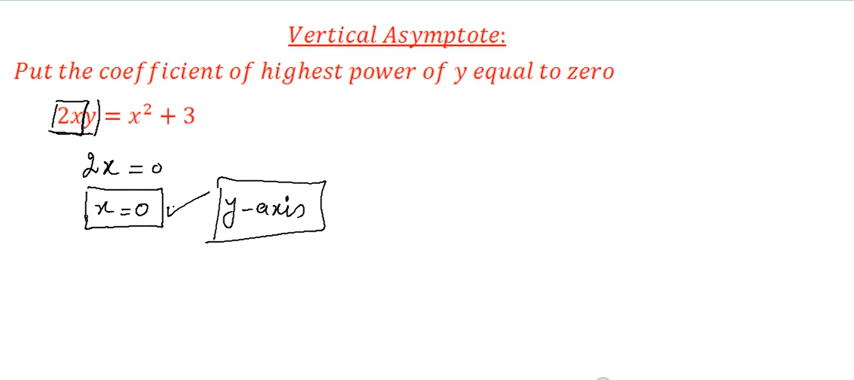 Vertical Asymptote:
Put the coefficient of highest power of y equal to zero
2xy = x² + 3
2x = 0
x = 0 ✓ y-axis